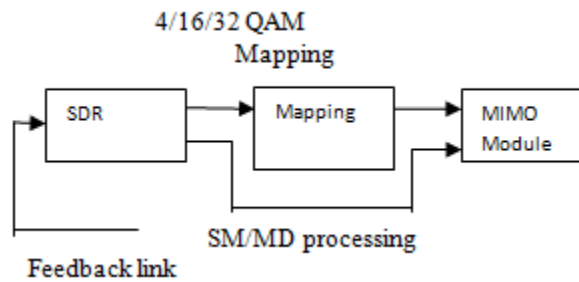 4/16/32 QAM
Mapping
SDR
Mapping
MIMO
Module
SM/MD processing
Feedback link